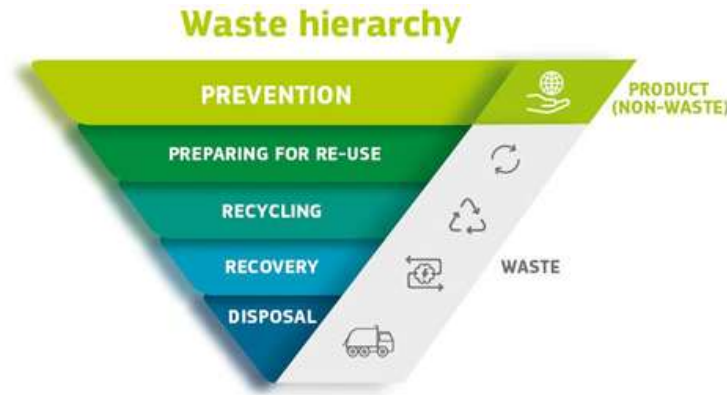 Waste hierarchy
PREVENTION
PRODUCT
(NON-WASTE)
PREPARING FOR RE-USE
RECYCLING
RECOVERY
WASTE
DISPOSAL